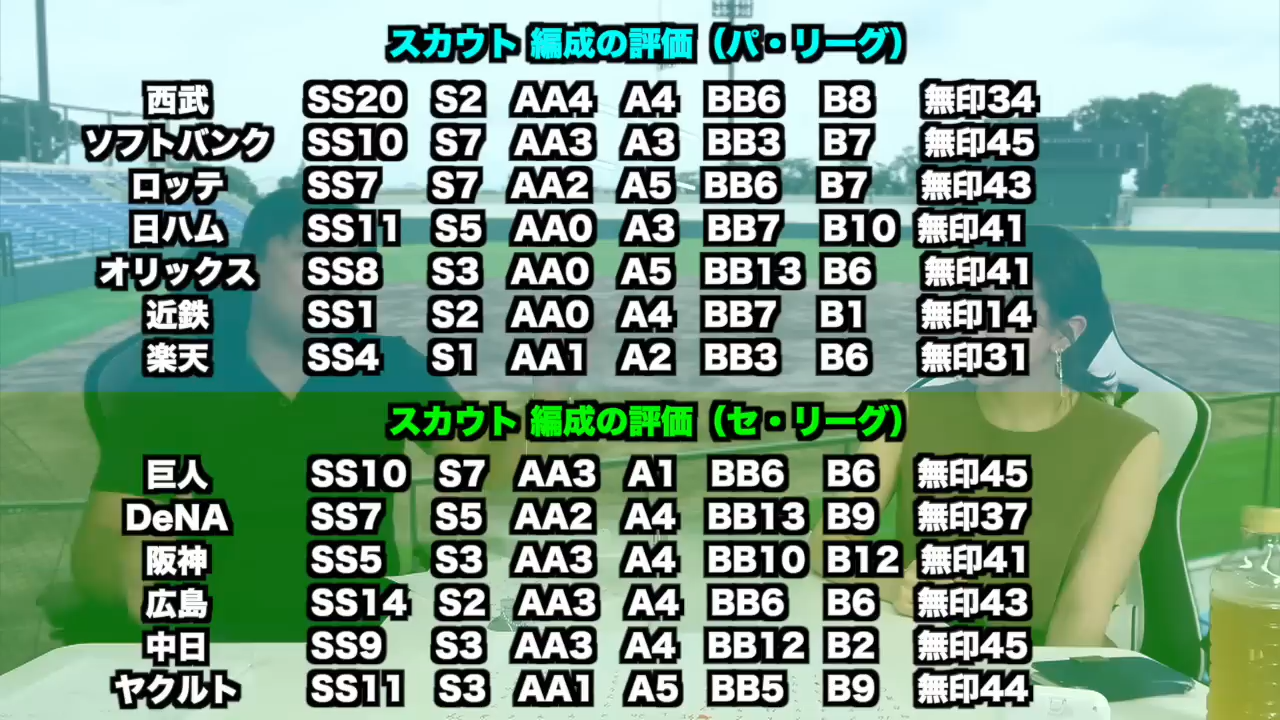 スカウト 編成の評価（パ・リーグ）
西武 SS20 S2 AA4 A4 BB6 B8 無印34
ソフトバンク SS10 S7 AA3 A3 BB3 B7 無印45
ロッテ SS7 S7 AA2 A5 BB6 B7 無印43
日ハム SS11 S5 AA0 A3 BB7 B10 無印41
オリックス SS8 S3 AA0 A5 BB13 B6 無印41
近鉄 SS1 S2 AA0 A4 BB7 B1 無印14
楽天 SS4 S1 AA1 A2 BB3 B6 無印31
スカウト 編成の評価（セ・リーグ）
巨人 SS10 S7 AA3 A1 BB6 B6 無印45
DeNA SS7 S5 AA2 A4 BB13 B9 無印37
阪神 SS5 S3 AA3 A4 BB10 B12 無印41
広島 SS14 S2 AA3 A4 BB6 B6 無印43
中日 SS9 S3 AA3 A4 BB12 B2 無印45
ヤクルト SS11 S3 AA1 A5 BB5 B9 無印44